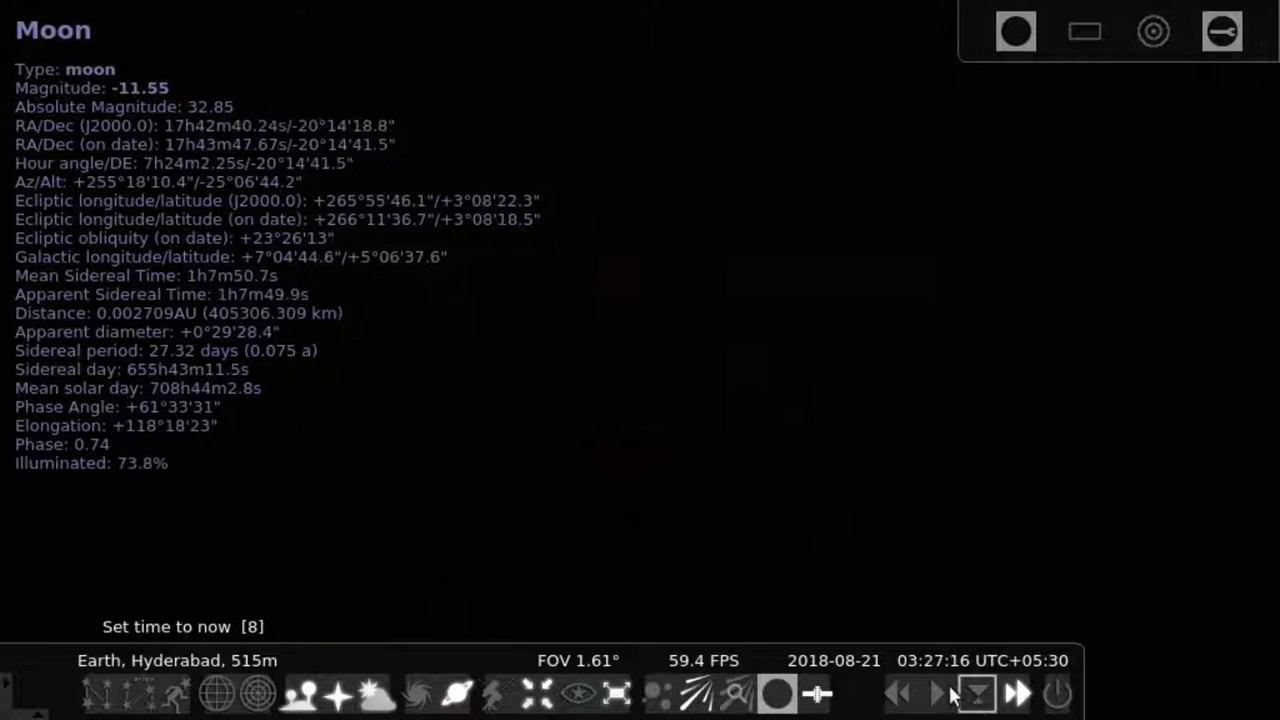 Moon
Type: moon
Magnitude: -11.55
Absolute Magnitude: 32.85
RA/Dec (J2000.0): 17h42m40.24s/-20°14'18.8"
RA/Dec (on date): 17h43m47.67s/-20°14'41.5"
Hour angle/DE: 7h24m2.25s/-20°14'41.5"
Az/Alt: +255°18'10.4"/-25°06'44.2"
Ecliptic longitude/latitude (J2000.0): +265°55'46.1"/+3°08'22.3"
Ecliptic longitude/latitude (on date): +266°11'36.7"/+3°08'18.5"
Ecliptic obliquity (on date): +23°26'13"
Galactic longitude/latitude: +7°04'44.6"/+5°06'37.6"
Mean Sidereal Time: 1h7m50.7s
Apparent Sidereal Time: 1h7m49.9s
Distance: 0.002709AU (405306.309 km)
Apparent diameter: +0°29'28.4"
Sidereal period: 27.32 days (0.075 a)
Sidereal day: 655h43m11.5s
Mean solar day: 708h44m2.8s
Phase Angle: +61°33'31"
Elongation: +118°18'23"
Phase: 0.74
Illuminated: 73.8%
Set time to now [8]
Earth, Hyderabad, 515m FOV 1.61° 59.4 FPS 2018-08-21 03:27:16 UTC+05:30